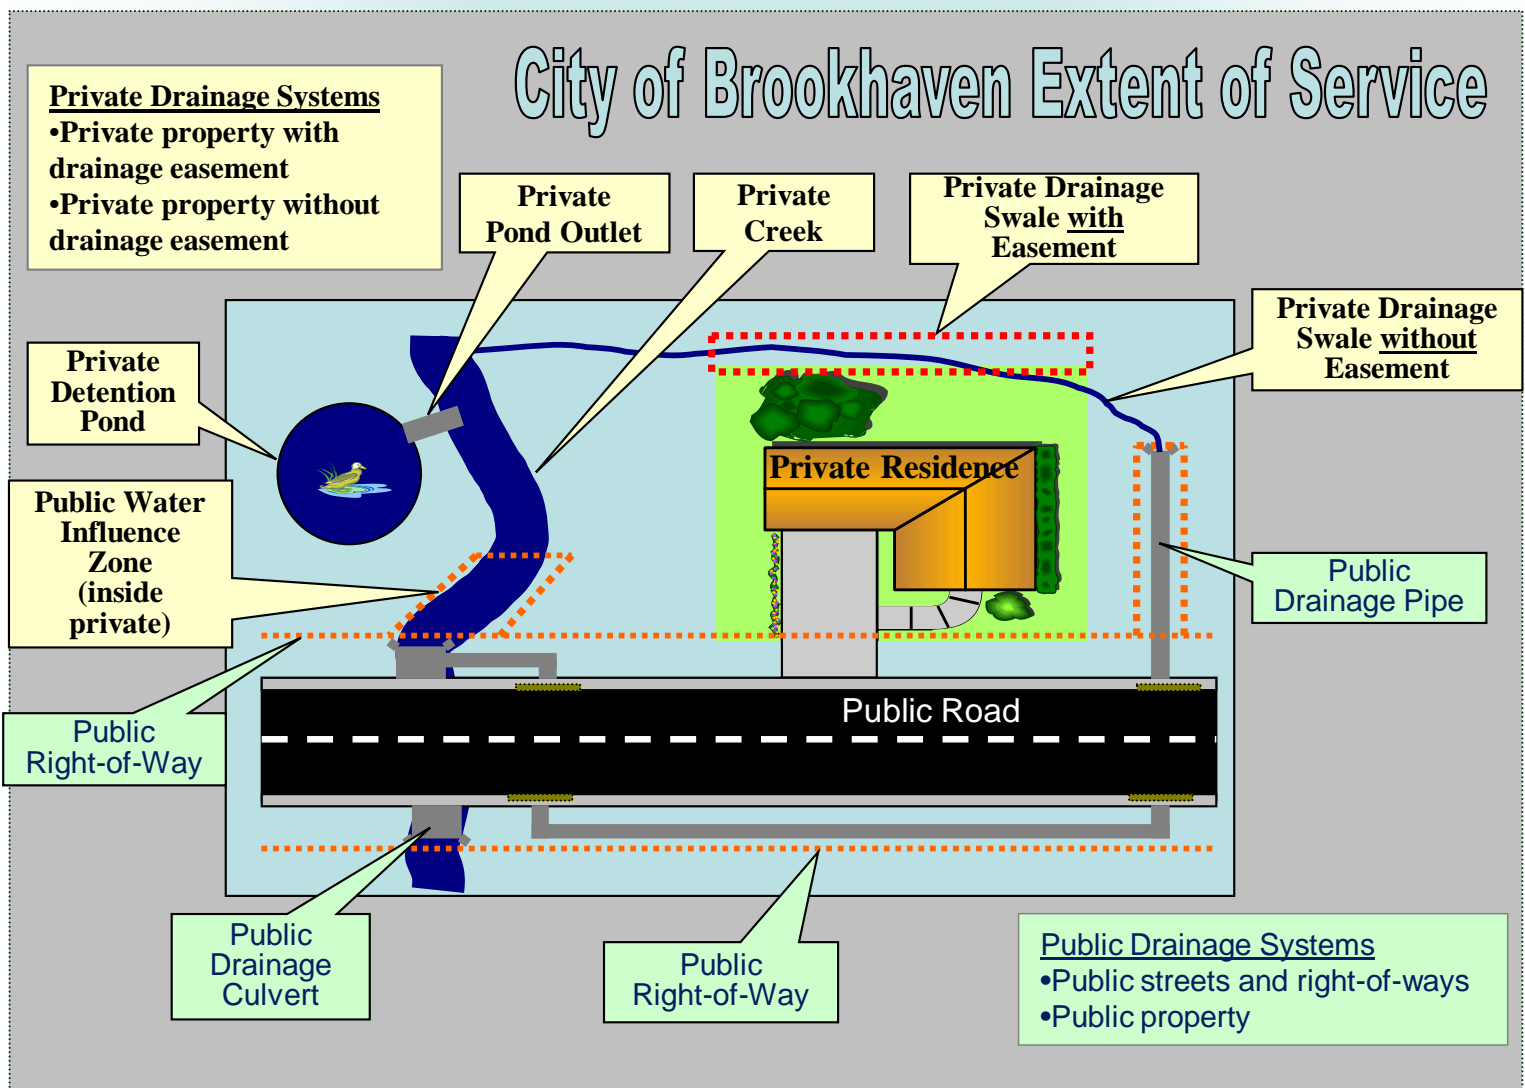 City of Brookhaven Extent of Service
Private Drainage Systems
•Private property with
drainage easement
•Private property without
drainage easement
Private
Pond Outlet
Private
Creek
Private Drainage
Swale with
Easement
Private Drainage
Swale without
Easement
Private
Detention
Pond
Private Residence
Public Water
Influence
Zone
(inside
private)
Public
Drainage Pipe
Public Road
Public
Right-of-Way
Public
Drainage
Culvert
Public
Right-of-Way
Public Drainage Systems
•Public streets and right-of-ways
•Public property